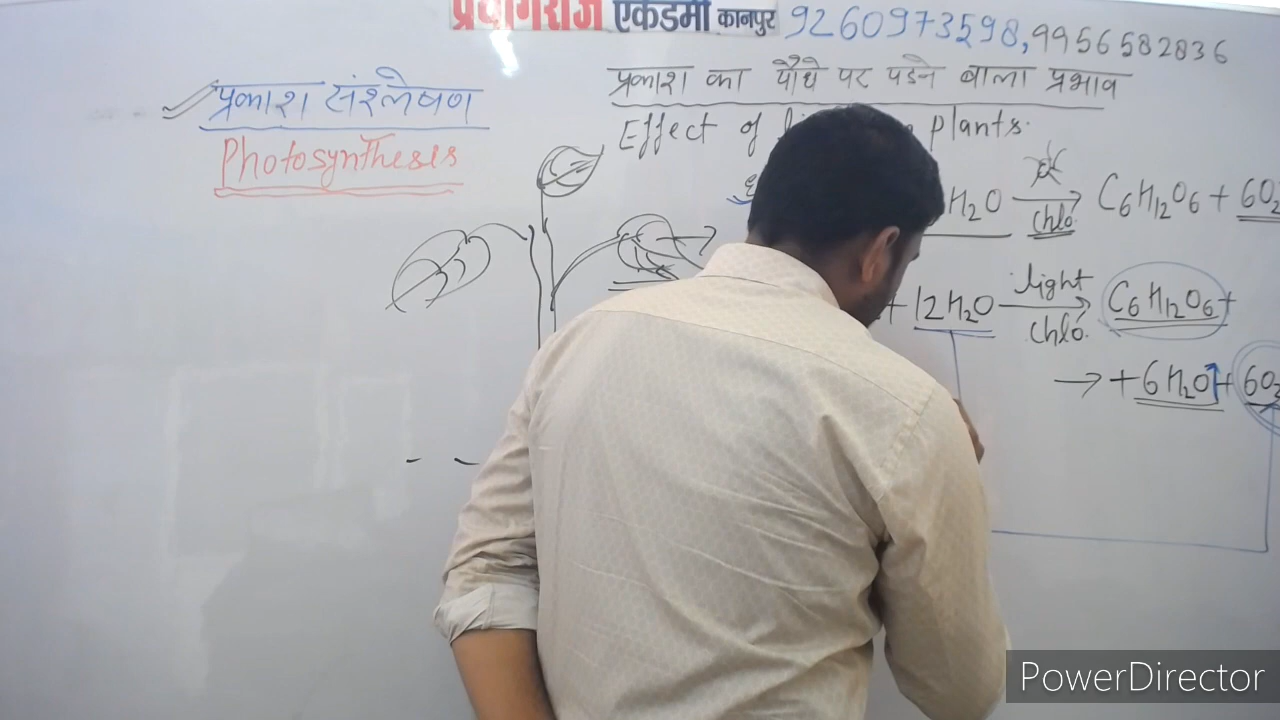 प्रयागराज एकेडमी कानपुर 9260973598, 9956582836
प्रकाश संश्लेषण
Photosynthesis
प्रकाश का पौधे पर पडने बाला प्रभाव
Effect of plants.
H₂O → chlo. C₆H₁₂O₆ + 6O₂
+ 12H₂O light → chlo. C₆H₁₂O₆ +
→ + 6H₂O + 6O₂
PowerDirector